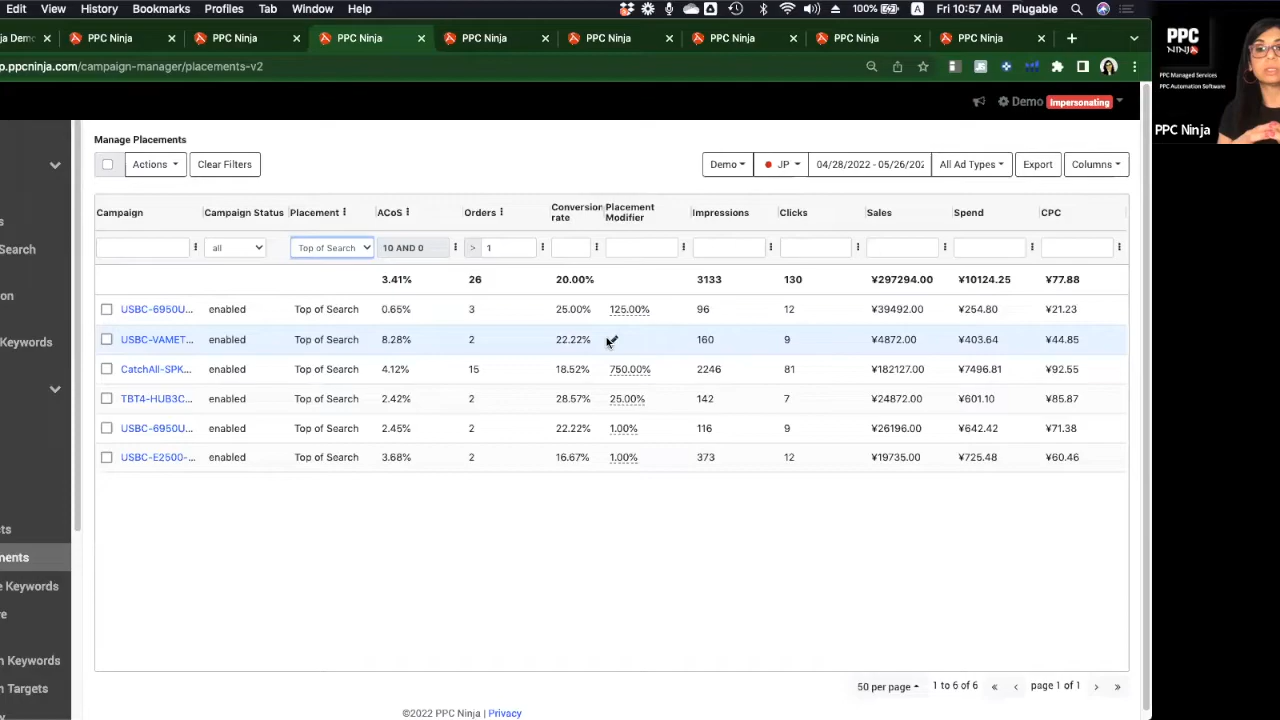 Edit View History Bookmarks Profiles Tab Window Help 100% A Fri 10:57 AM Plugable
Demo PPC Ninja PPC Ninja PPC Ninja PPC Ninja PPC Ninja PPC Ninja PPC Ninja PPC Ninja
p.ppcninja.com/campaign-manager/placements-v2
Demo Impersonating
PPC
NINJA
PPC Managed Services
PPC Automation Software
PPC Ninja
Manage Placements
Actions Clear Filters Demo JP 04/28/2022 - 05/26/202 All Ad Types Export Columns
Campaign Campaign Status Placement ACoS Orders Conversion rate Placement Modifier Impressions Clicks Sales Spend CPC
all Top of Search 10 AND 0 > 1
3.41% 26 20.00% 3133 130 ¥297294.00 ¥10124.25 ¥77.88
USBC-6950U... enabled Top of Search 0.65% 3 25.00% 125.00% 96 12 ¥39492.00 ¥254.80 ¥21.23
USBC-VAMET... enabled Top of Search 8.28% 2 22.22% 160 9 ¥4872.00 ¥403.64 ¥44.85
CatchAll-SPK... enabled Top of Search 4.12% 15 18.52% 750.00% 2246 81 ¥182127.00 ¥7496.81 ¥92.55
TBT4-HUB3C... enabled Top of Search 2.42% 2 28.57% 25.00% 142 7 ¥24872.00 ¥601.10 ¥85.87
USBC-6950U... enabled Top of Search 2.45% 2 22.22% 1.00% 116 9 ¥26196.00 ¥642.42 ¥71.38
USBC-E2500-... enabled Top of Search 3.68% 2 16.67% 1.00% 373 12 ¥19735.00 ¥725.48 ¥60.46
s
Search
on
Keywords
ts
ments
e Keywords
re
n Keywords
n Targets
50 per page 1 to 6 of 6 « ‹ page 1 of 1 › »
©2022 PPC Ninja | Privacy